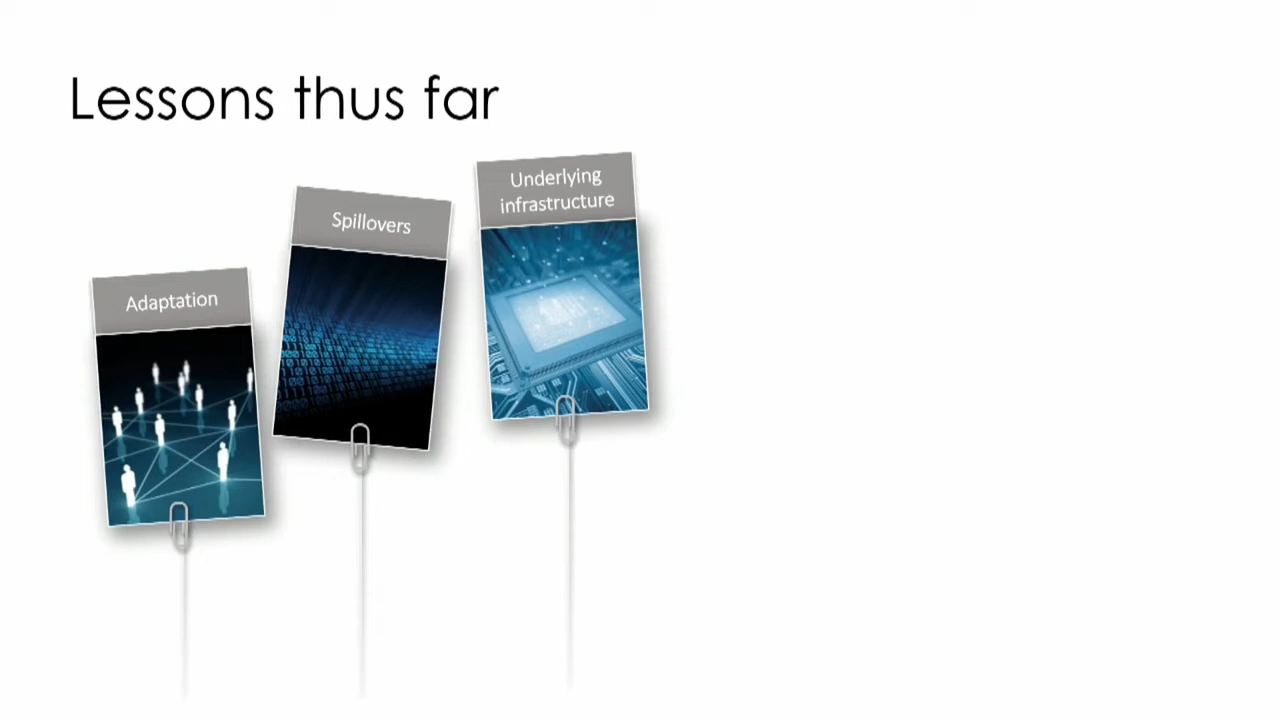 Lessons thus far
Adaptation
Spillovers
Underlying
infrastructure